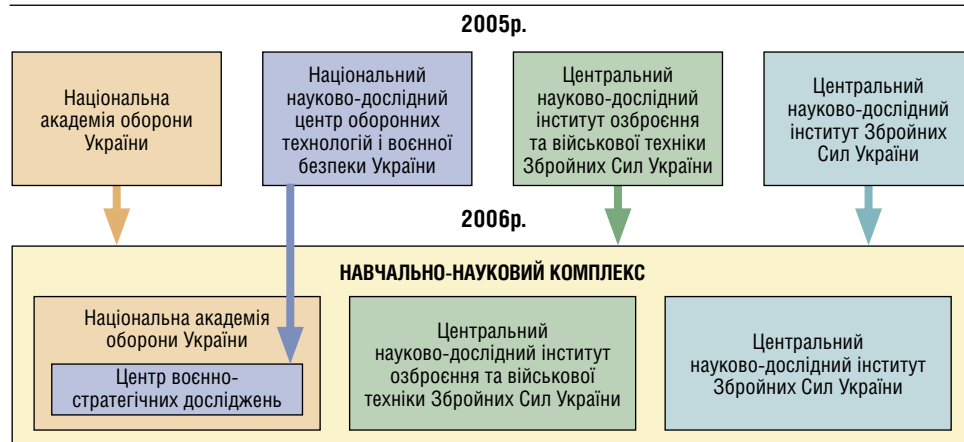 2005р.
Національна
академія оборони
України
Національний
науково-дослідний
центр оборонних
технологій і воєнної
безпеки України
Центральний
науково-дослідний
інститут озброєння
та військової техніки
Збройних Сил України
Центральний
науково-дослідний
інститут Збройних
Сил України
2006р.
НАВЧАЛЬНО-НАУКОВИЙ КОМПЛЕКС
Національна академія
оборони України
Центр воєнно-
стратегічних досліджень
Центральний
науково-дослідний інститут
озброєння та військової
техніки Збройних Сил України
Центральний
науково-дослідний інститут
Збройних Сил України